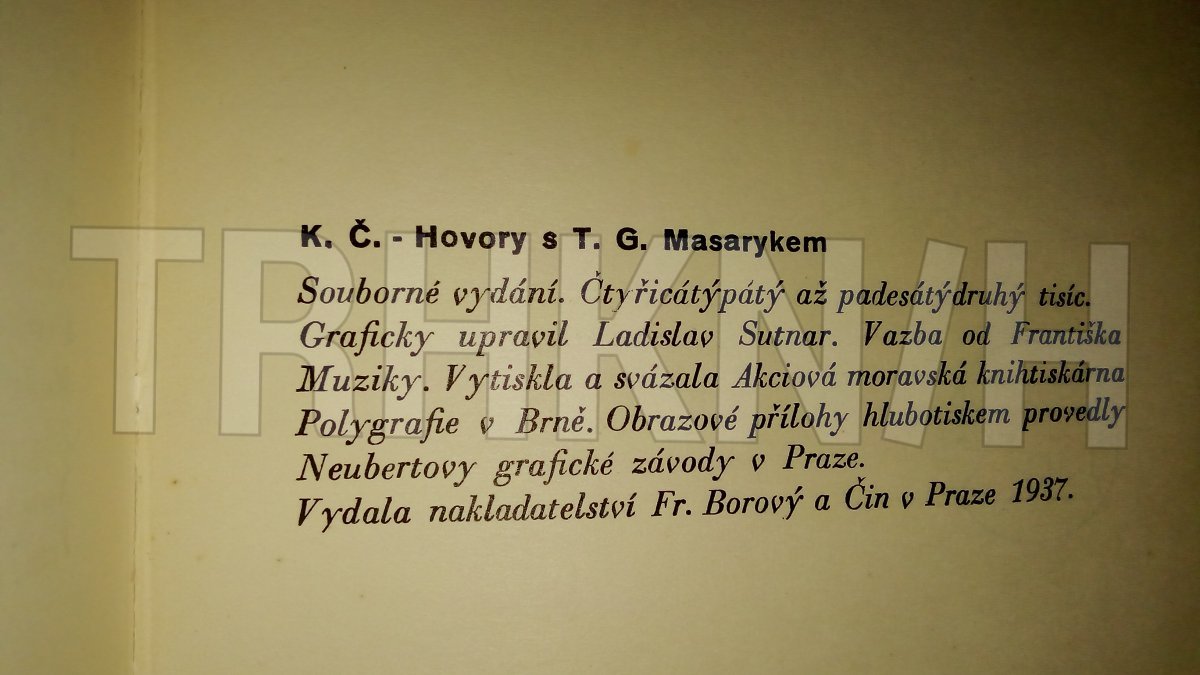 K. Č. - Hovory s T. G. Masarykem
Souborné vydání. Čtyřicátýpátý až padesátýdruhý tisíc.
Graficky upravil Ladislav Sutnar. Vazba od Františka
Muziky. Vytiskla a svázala Akciová moravská knihtiskárna
Polygrafie v Brně. Obrazové přílohy hlubotiskem provedly
Neubertovy grafické závody v Praze.
Vydala nakladatelství Fr. Borový a Čin v Praze 1937.
TRHKNIH